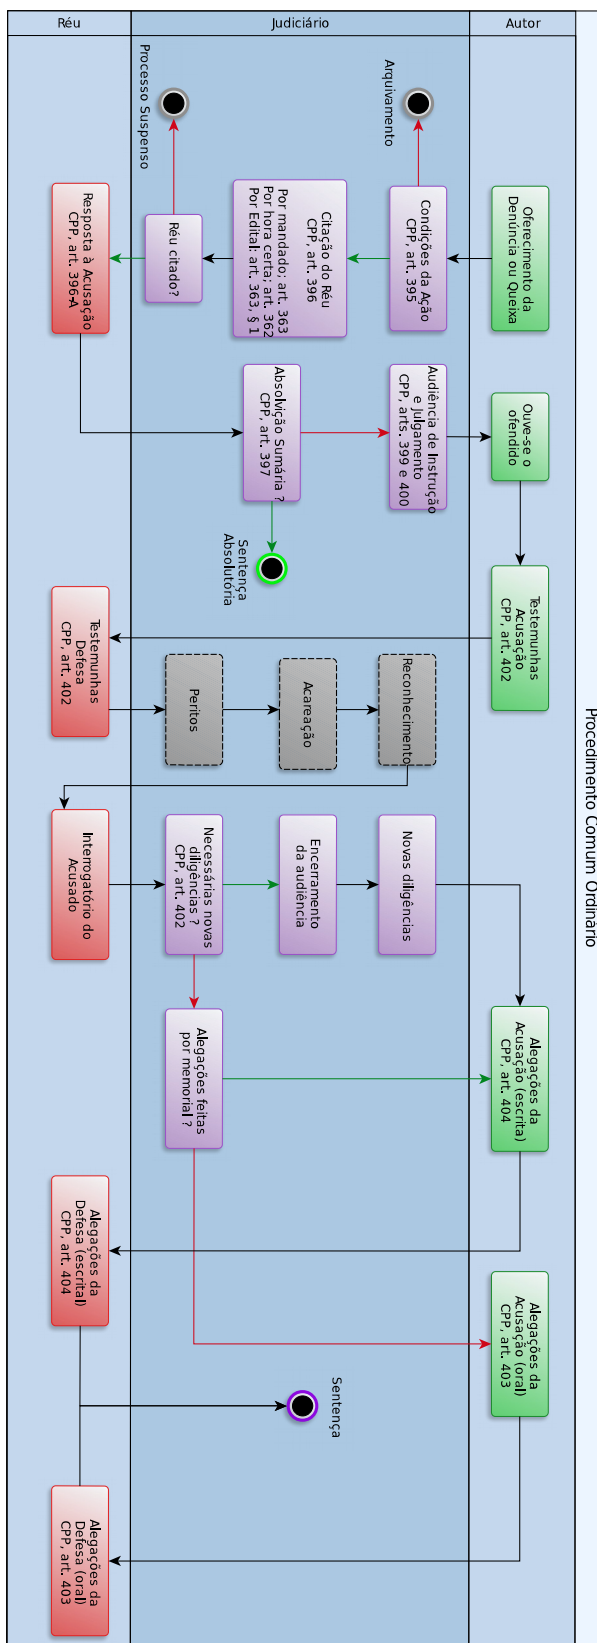 Procedimento Comum Ordinário
Autor
Judiciário
Réu
Oferecimento da
Denúncia ou Queixa
Condições da Ação
CPP, art. 395
Arquivamento
Citação do Réu
CPP, art. 396
Por mandado; art. 363
Por hora certa; art. 362
Por Edital: art. 363, § 1
Réu citado?
Processo Suspenso
Resposta à Acusação
CPP, art. 396-A
Absolvição Sumária ?
CPP, art. 397
Sentença
Absolutória
Audiência de Instrução
e Julgamento
CPP, arts. 399 e 400
Ouve-se o
ofendido
Testemunhas
Acusação
CPP, art. 402
Testemunhas
Defesa
CPP, art. 402
Peritos
Acareação
Reconhecimento
Interrogatório do
Acusado
Necessárias novas
diligências ?
CPP, art. 402
Encerramento
da audiência
Novas diligências
Alegações feitas
por memorial ?
Alegações da
Acusação (escrita)
CPP, art. 404
Alegações da
Defesa (escrital)
CPP, art. 404
Alegações da
Acusação (oral)
CPP, art. 403
Sentença
Alegações da
Defesa (oral)
CPP, art. 403